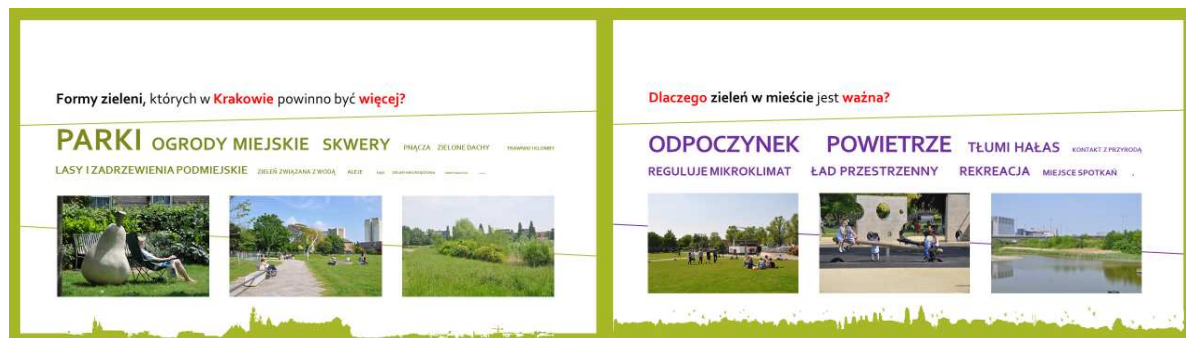 Formy zieleni, których w Krakowie powinno być więcej?
PARKI OGRODY MIEJSKIE SKWERY PNĄCZA ZIELONE DACHY TRAWNIKI I KLOMBY
LASY I ZADRZEWIENIA PODMIEJSKIE ZIELEŃ ZWIĄZANA Z WODĄ ALEJE
Dlaczego zieleń w mieście jest ważna?
ODPOCZYNEK POWIETRZE TŁUMI HAŁAS KONTAKT Z PRZYRODĄ
REGULUJE MIKROKLIMAT ŁAD PRZESTRZENNY REKREACJA MIEJSCE SPOTKAŃ